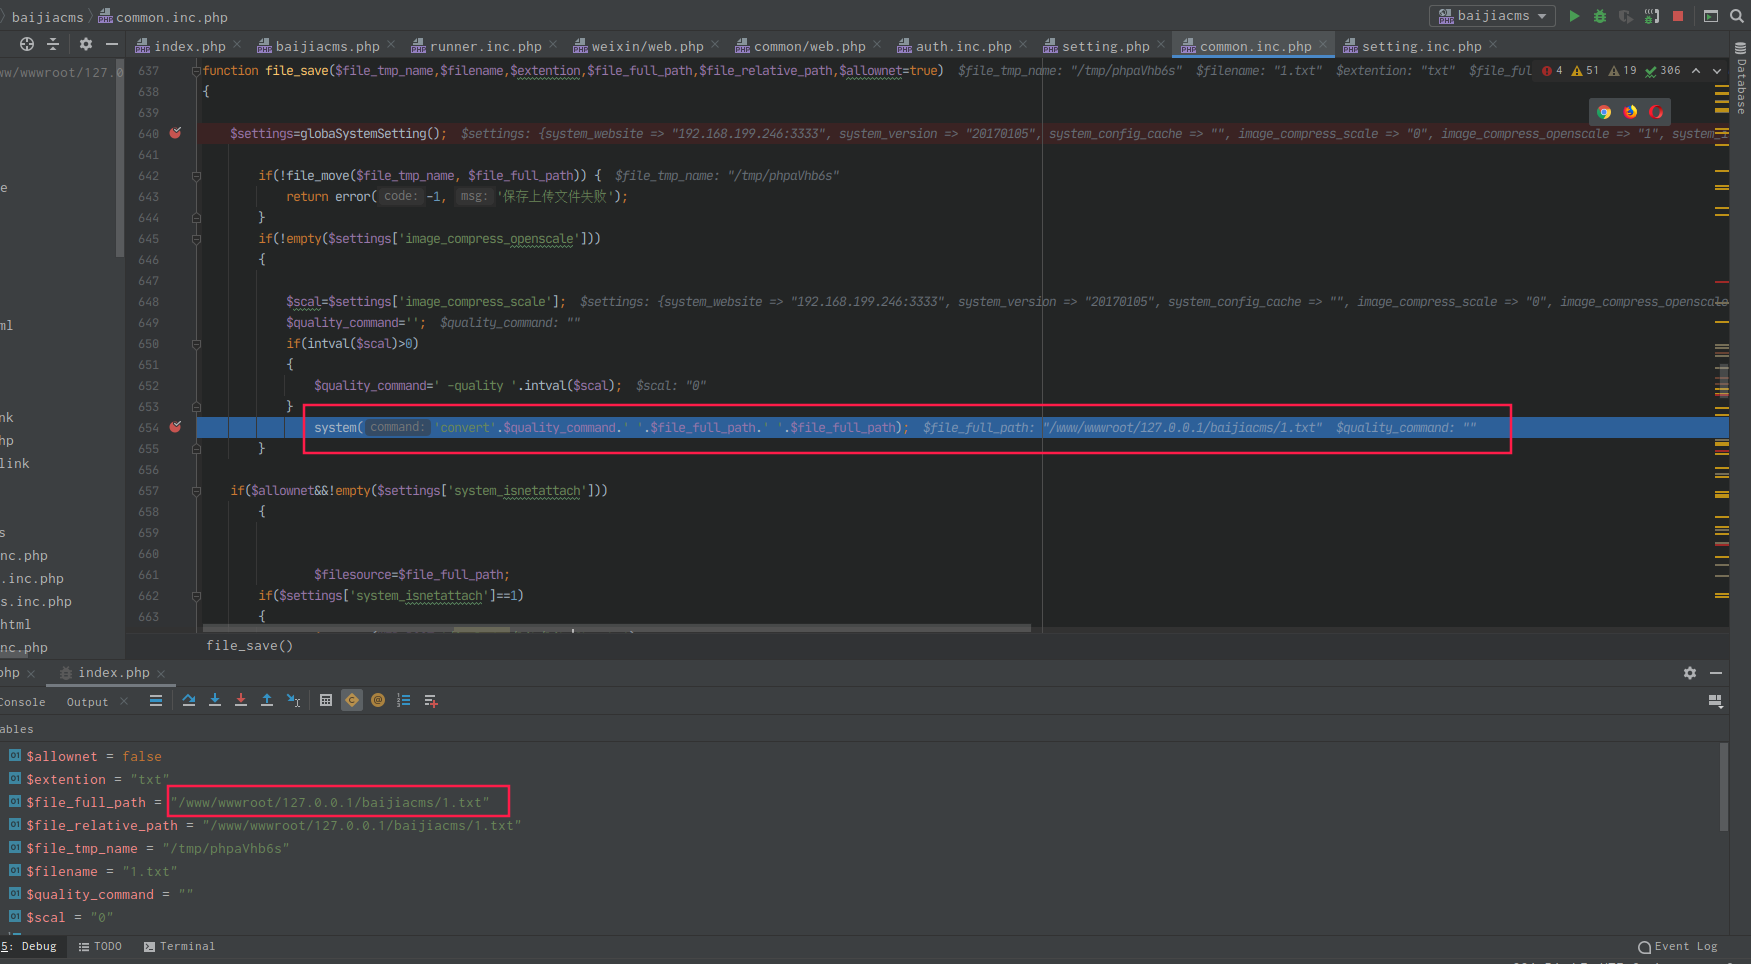 baijiacms
common.inc.php
baijiacms
index.php
baijiacms.php
runner.inc.php
weixin/web.php
common/web.php
auth.inc.php
setting.php
common.inc.php
setting.inc.php
Database
ww/wwwroot/127.0
e
ml
nk
hp
link
s
nc.php
.inc.php
s.inc.php
html
nc.php
4 51 19 306
637 function file_save($file_tmp_name,$filename,$extention,$file_full_path,$file_relative_path,$allownet=true) $file_tmp_name: "/tmp/phpaVhb6s" $filename: "1.txt" $extention: "txt" $file_ful
638 {
639
640 $settings=globaSystemSetting(); $settings: {system_website => "192.168.199.246:3333", system_version => "20170105", system_config_cache => "", image_compress_scale => "0", image_compress_openscale => "1", system_i
641
642 if(!file_move($file_tmp_name, $file_full_path)) { $file_tmp_name: "/tmp/phpaVhb6s"
643 return error( code: -1, msg: '保存上传文件失败');
644 }
645 if(!empty($settings['image_compress_openscale']))
646 {
647
648 $scal=$settings['image_compress_scale']; $settings: {system_website => "192.168.199.246:3333", system_version => "20170105", system_config_cache => "", image_compress_scale => "0", image_compress_openscale
649 $quality_command=''; $quality_command: ""
650 if(intval($scal)>0)
651 {
652 $quality_command=' -quality '.intval($scal); $scal: "0"
653 }
654 system( command: 'convert'.$quality_command.' '.$file_full_path.' '.$file_full_path); $file_full_path: "/www/wwwroot/127.0.0.1/baijiacms/1.txt" $quality_command: ""
655 }
656
657 if($allownet&&!empty($settings['system_isnetattach']))
658 {
659
660
661 $filesource=$file_full_path;
662 if($settings['system_isnetattach']==1)
663 {
file_save()
php
index.php
Console
Output
ables
$allownet = false
$extention = "txt"
$file_full_path = "/www/wwwroot/127.0.0.1/baijiacms/1.txt"
$file_relative_path = "/www/wwwroot/127.0.0.1/baijiacms/1.txt"
$file_tmp_name = "/tmp/phpaVhb6s"
$filename = "1.txt"
$quality_command = ""
$scal = "0"
5: Debug
TODO
Terminal
Event Log